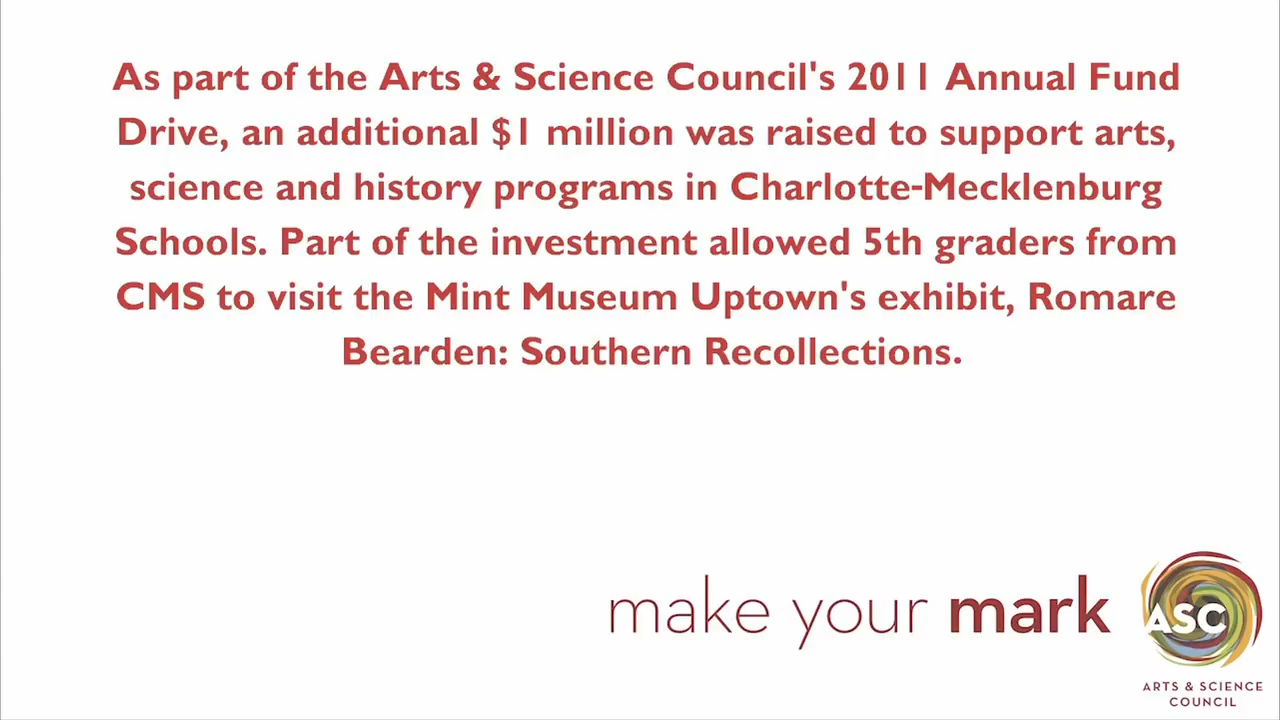 As part of the Arts & Science Council's 2011 Annual Fund
Drive, an additional $1 million was raised to support arts,
science and history programs in Charlotte-Mecklenburg
Schools. Part of the investment allowed 5th graders from
CMS to visit the Mint Museum Uptown's exhibit, Romare
Bearden: Southern Recollections.
make your mark
ASC
ARTS & SCIENCE
COUNCIL